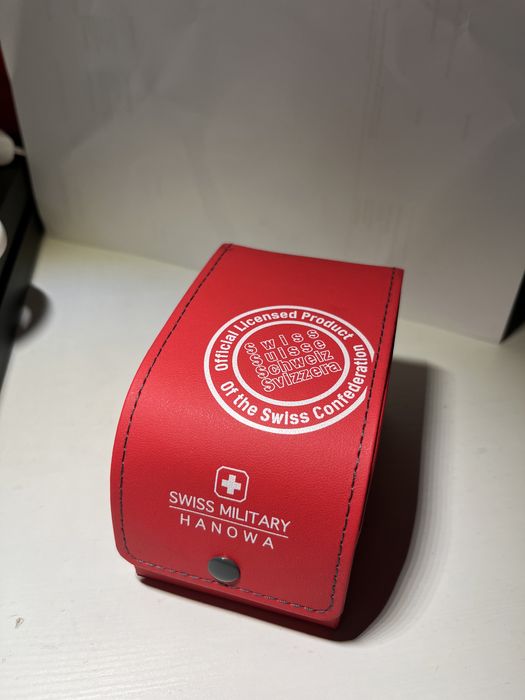 Official Licensed Product
Swiss
Suisse
Schweiz
Svizzera
Of the Swiss Confederation
SWISS MILITARY
HANOWA